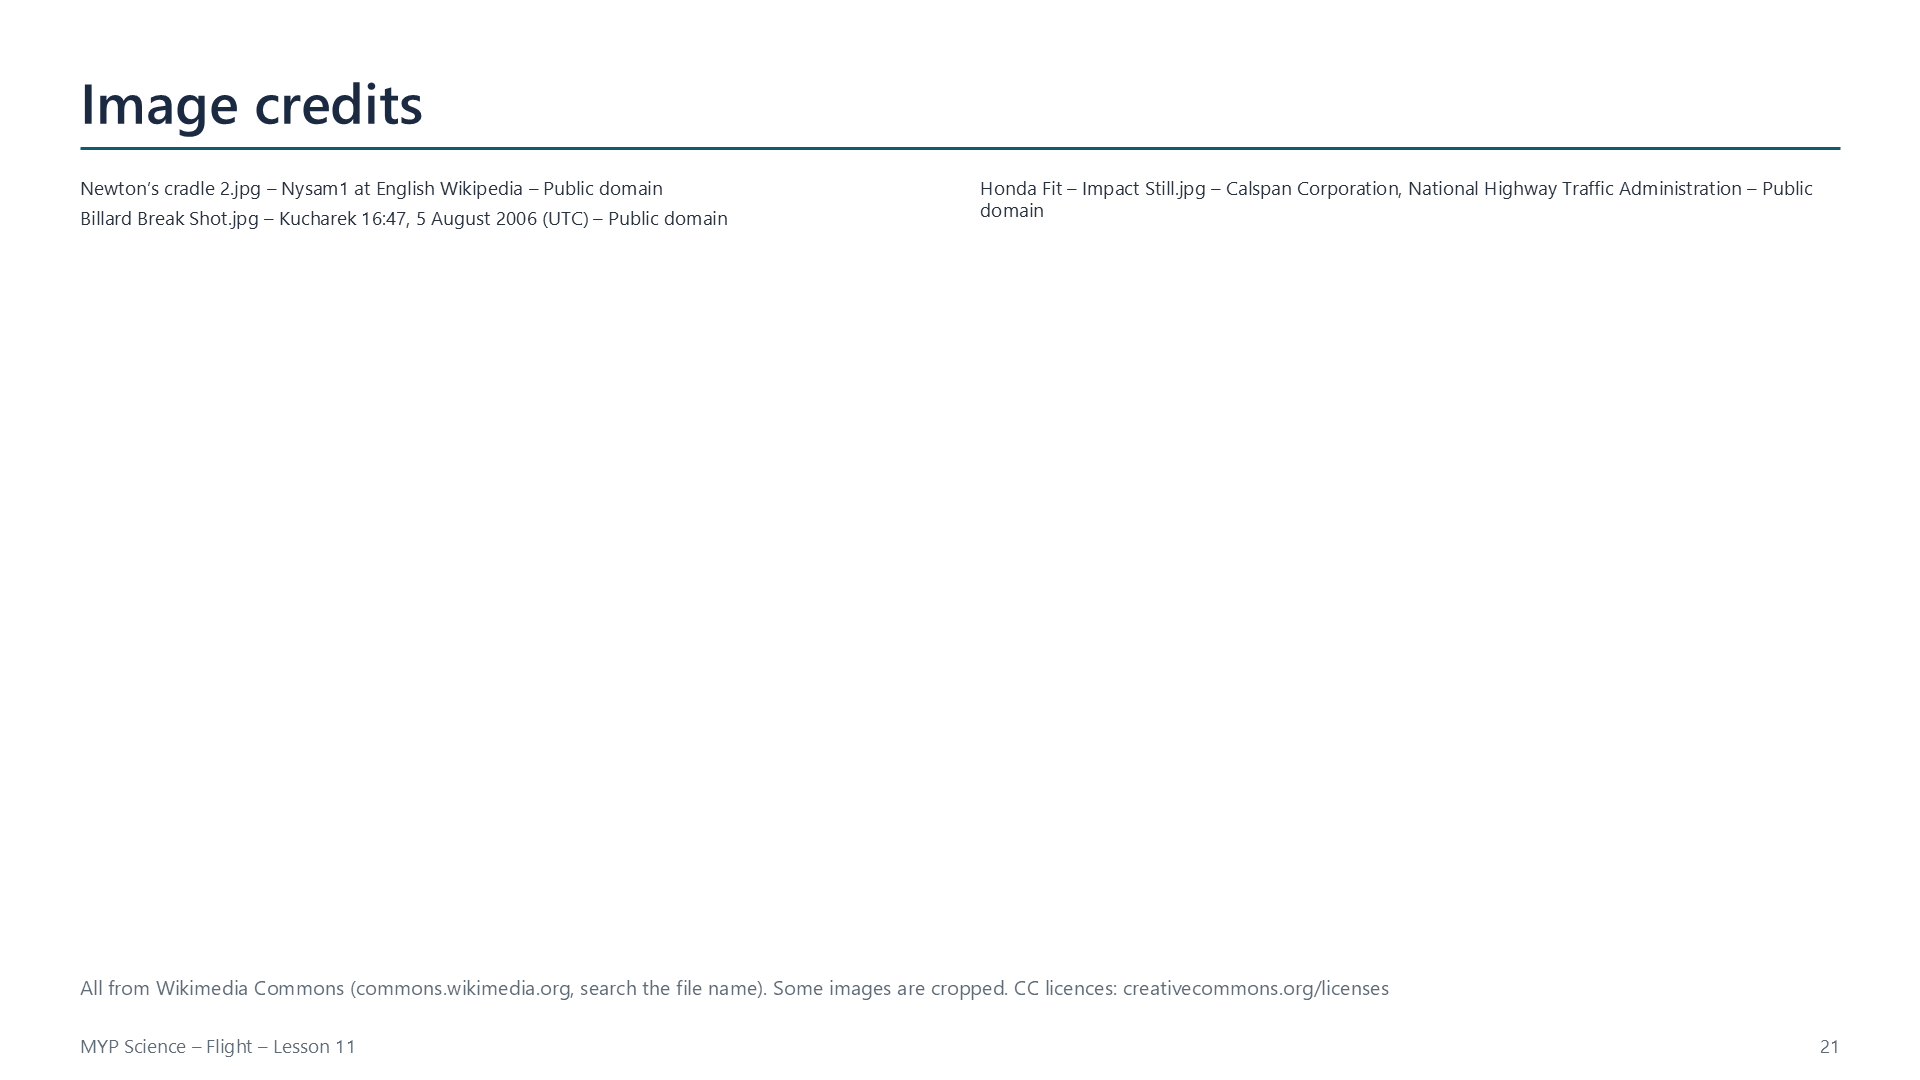 Image credits
Newton’s cradle 2.jpg – Nysam1 at English Wikipedia – Public domain
Billard Break Shot.jpg – Kucharek 16:47, 5 August 2006 (UTC) – Public domain
Honda Fit – Impact Still.jpg – Calspan Corporation, National Highway Traffic Administration – Public
domain
All from Wikimedia Commons (commons.wikimedia.org, search the file name). Some images are cropped. CC licences: creativecommons.org/licenses
MYP Science – Flight – Lesson 11
21